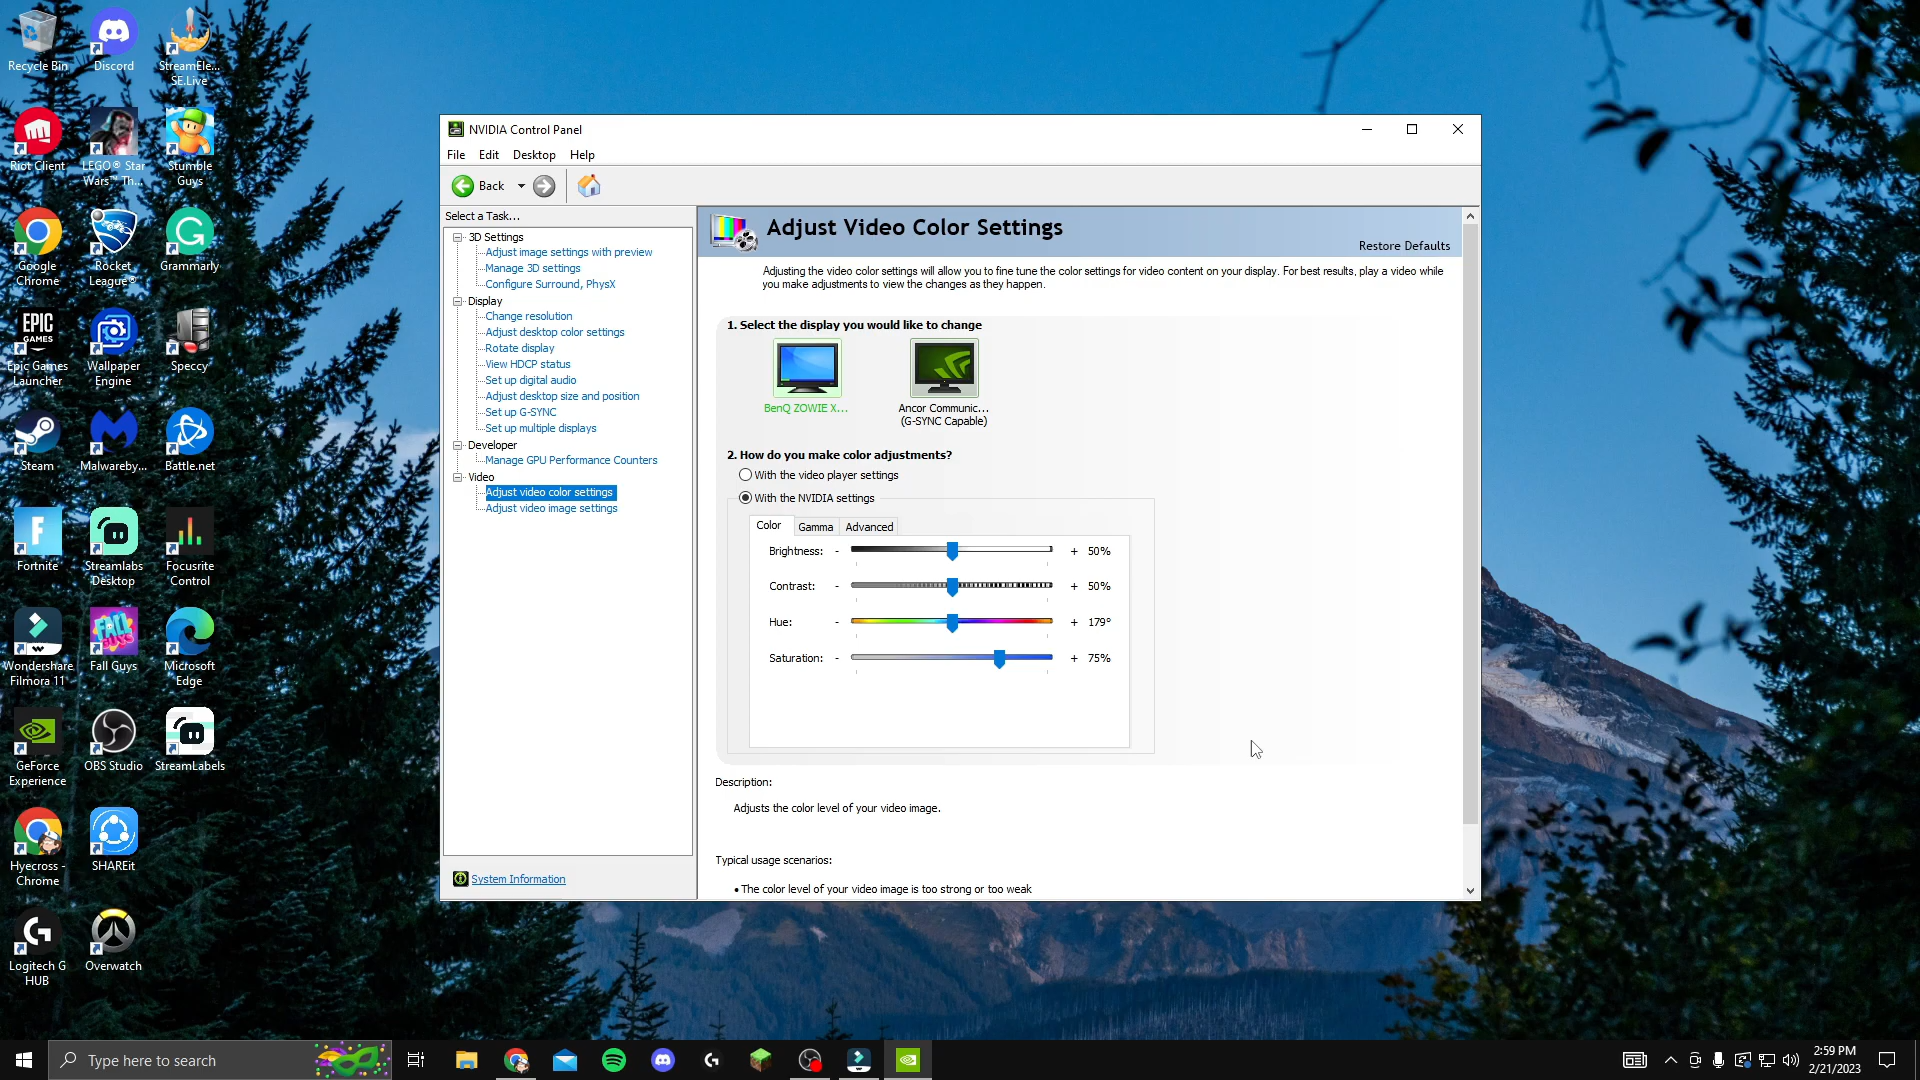 Recycle Bin
Discord
StreamEle...
SE.Live
Riot Client
LEGO® Star
Wars™ Th...
Stumble
Guys
Google
Chrome
Rocket
League®
Grammarly
EPIC
GAMES
Epic Games
Launcher
Wallpaper
Engine
Speccy
Steam
Malwareby...
Battle.net
Fortnite
Streamlabs
Desktop
Focusrite
Control
Wondershare
Filmora 11
FALL
GUYS
Fall Guys
Microsoft
Edge
GeForce
Experience
OBS Studio
StreamLabels
Hyecross -
Chrome
SHAREit
Logitech G
HUB
Overwatch
NVIDIA Control Panel
File Edit Desktop Help
Back
Select a Task...
3D Settings
Adjust image settings with preview
Manage 3D settings
Configure Surround, PhysX
Display
Change resolution
Adjust desktop color settings
Rotate display
View HDCP status
Set up digital audio
Adjust desktop size and position
Set up G-SYNC
Set up multiple displays
Developer
Manage GPU Performance Counters
Video
Adjust video color settings
Adjust video image settings
System Information
Adjust Video Color Settings
Restore Defaults
Adjusting the video color settings will allow you to fine tune the color settings for video content on your display. For best results, play a video while
you make adjustments to view the changes as they happen.
1. Select the display you would like to change
BenQ ZOWIE X...
Ancor Communic...
(G-SYNC Capable)
2. How do you make color adjustments?
With the video player settings
With the NVIDIA settings
Color Gamma Advanced
Brightness: - + 50%
Contrast: - + 50%
Hue: - + 179°
Saturation: - + 75%
Description:
Adjusts the color level of your video image.
Typical usage scenarios:
• The color level of your video image is too strong or too weak
Type here to search
2:59 PM
2/21/2023